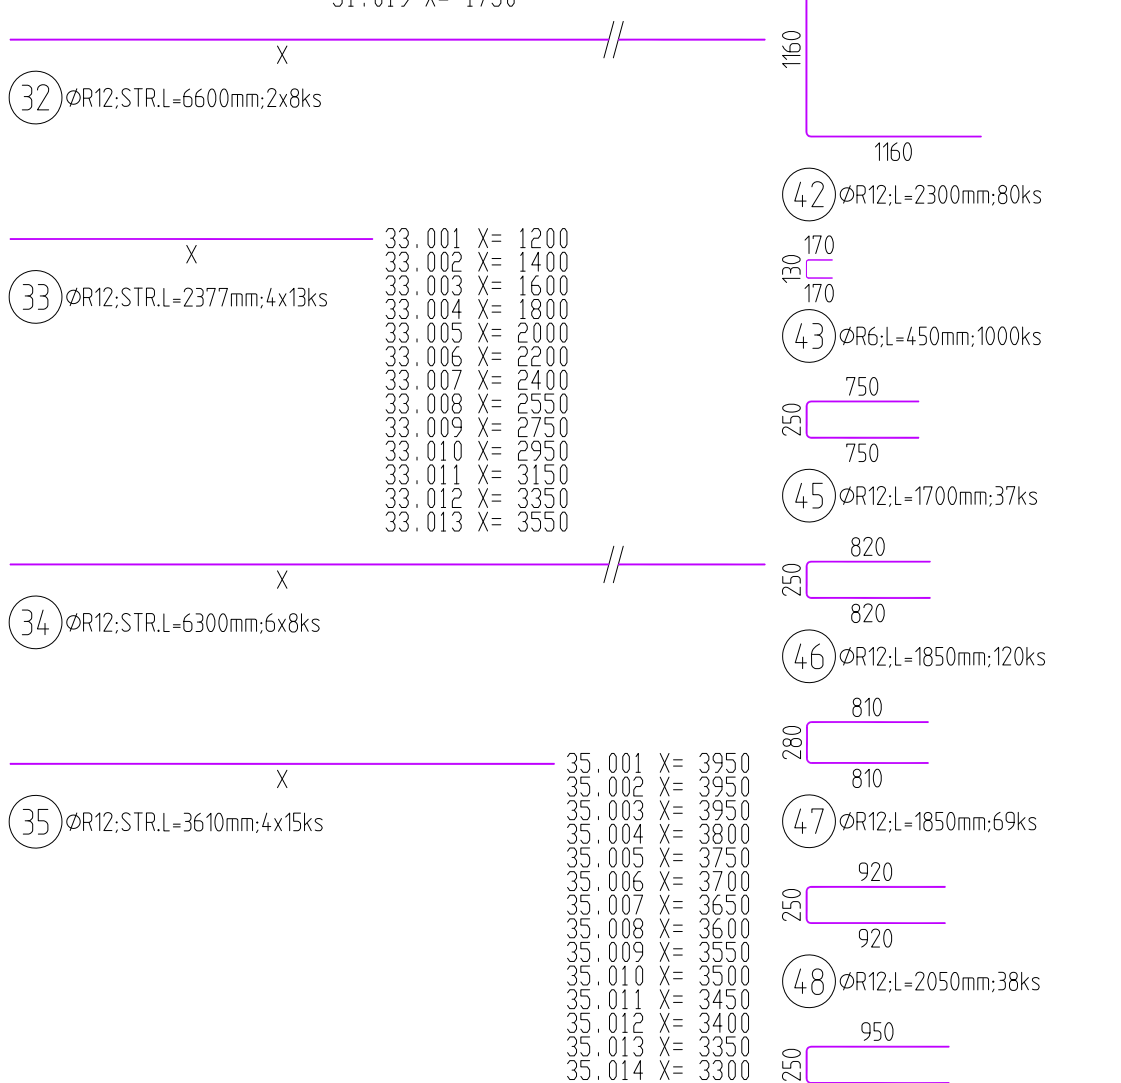 31.019 X= 1750
X
32 ØR12;STR.L=6600mm;2x8ks
X
33 ØR12;STR.L=2377mm;4x13ks
33.001 X= 1200
33.002 X= 1400
33.003 X= 1600
33.004 X= 1800
33.005 X= 2000
33.006 X= 2200
33.007 X= 2400
33.008 X= 2550
33.009 X= 2750
33.010 X= 2950
33.011 X= 3150
33.012 X= 3350
33.013 X= 3550
X
34 ØR12;STR.L=6300mm;6x8ks
X
35 ØR12;STR.L=3610mm;4x15ks
35.001 X= 3950
35.002 X= 3950
35.003 X= 3950
35.004 X= 3800
35.005 X= 3750
35.006 X= 3700
35.007 X= 3650
35.008 X= 3600
35.009 X= 3550
35.010 X= 3500
35.011 X= 3450
35.012 X= 3400
35.013 X= 3350
35.014 X= 3300
1160
1160
42 ØR12;L=2300mm;80ks
170
130
170
43 ØR6;L=450mm;1000ks
750
250
750
45 ØR12;L=1700mm;37ks
820
250
820
46 ØR12;L=1850mm;120ks
810
280
810
47 ØR12;L=1850mm;69ks
920
250
920
48 ØR12;L=2050mm;38ks
950
250